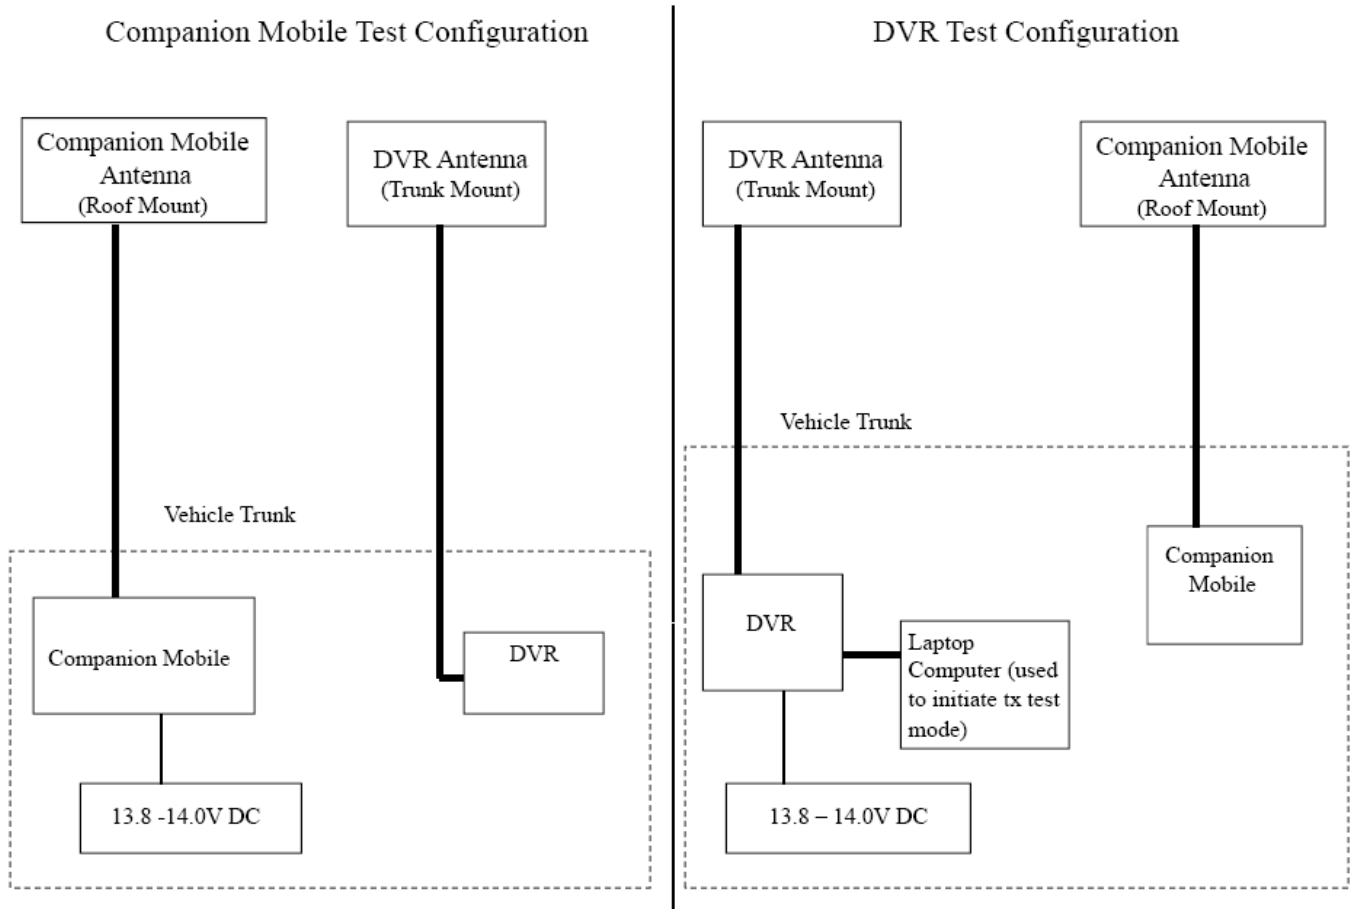 Companion Mobile Test Configuration
Companion Mobile
Antenna
(Roof Mount)
DVR Antenna
(Trunk Mount)
Vehicle Trunk
Companion Mobile
DVR
13.8 -14.0V DC
DVR Test Configuration
DVR Antenna
(Trunk Mount)
Companion Mobile
Antenna
(Roof Mount)
Vehicle Trunk
Companion
Mobile
DVR
Laptop
Computer (used
to initiate tx test
mode)
13.8 – 14.0V DC